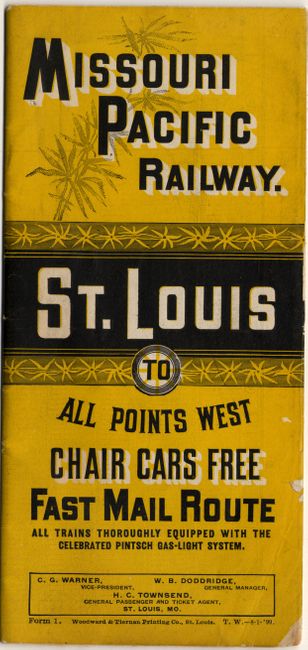 MISSOURI
PACIFIC
RAILWAY.
ST. LOUIS
TO
ALL POINTS WEST
CHAIR CARS FREE
FAST MAIL ROUTE
ALL TRAINS THOROUGHLY EQUIPPED WITH THE
CELEBRATED PINTSCH GAS-LIGHT SYSTEM.
C. G. WARNER, W. B. DODDRIDGE,
VICE-PRESIDENT, GENERAL MANAGER,
H. C. TOWNSEND,
GENERAL PASSENGER AND TICKET AGENT,
ST. LOUIS, MO.
Form 1. Woodward & Tiernan Printing Co., St. Louis. T. W.—8-1-'99.